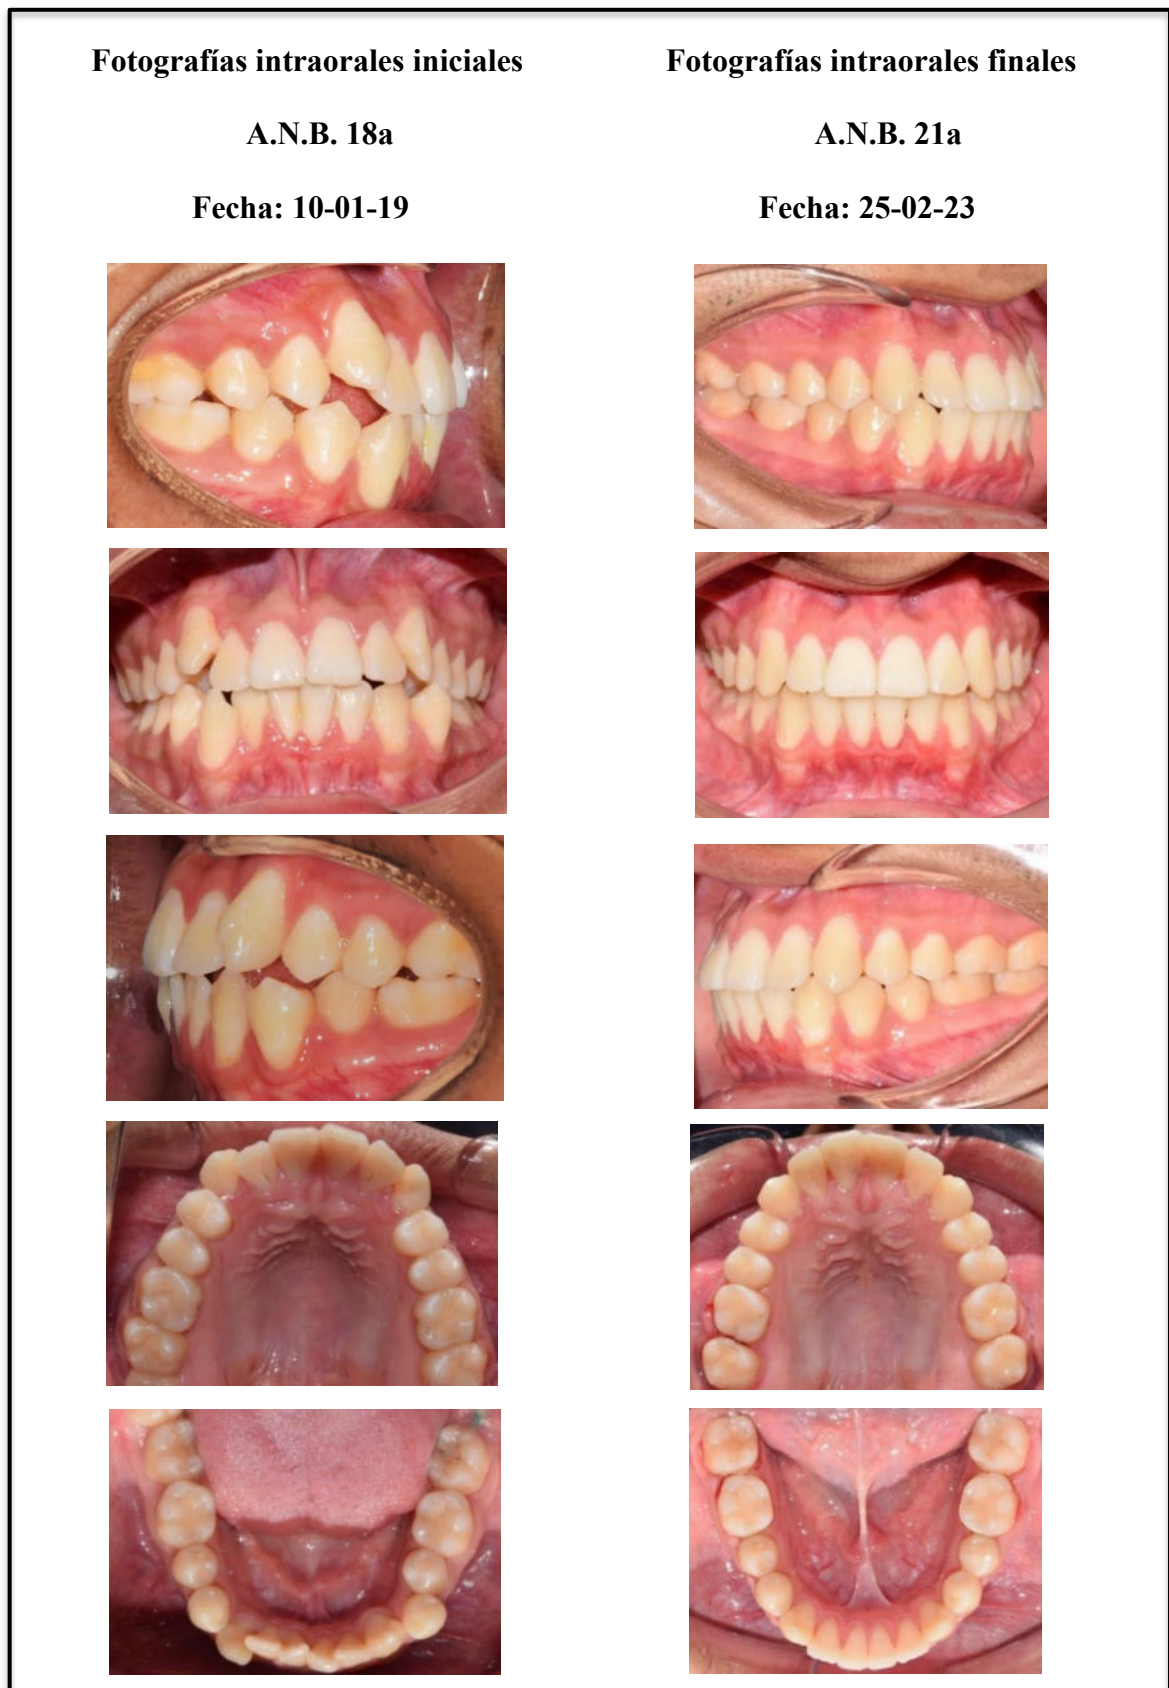 Fotografías intraorales iniciales
A.N.B. 18a
Fecha: 10-01-19
Fotografías intraorales finales
A.N.B. 21a
Fecha: 25-02-23